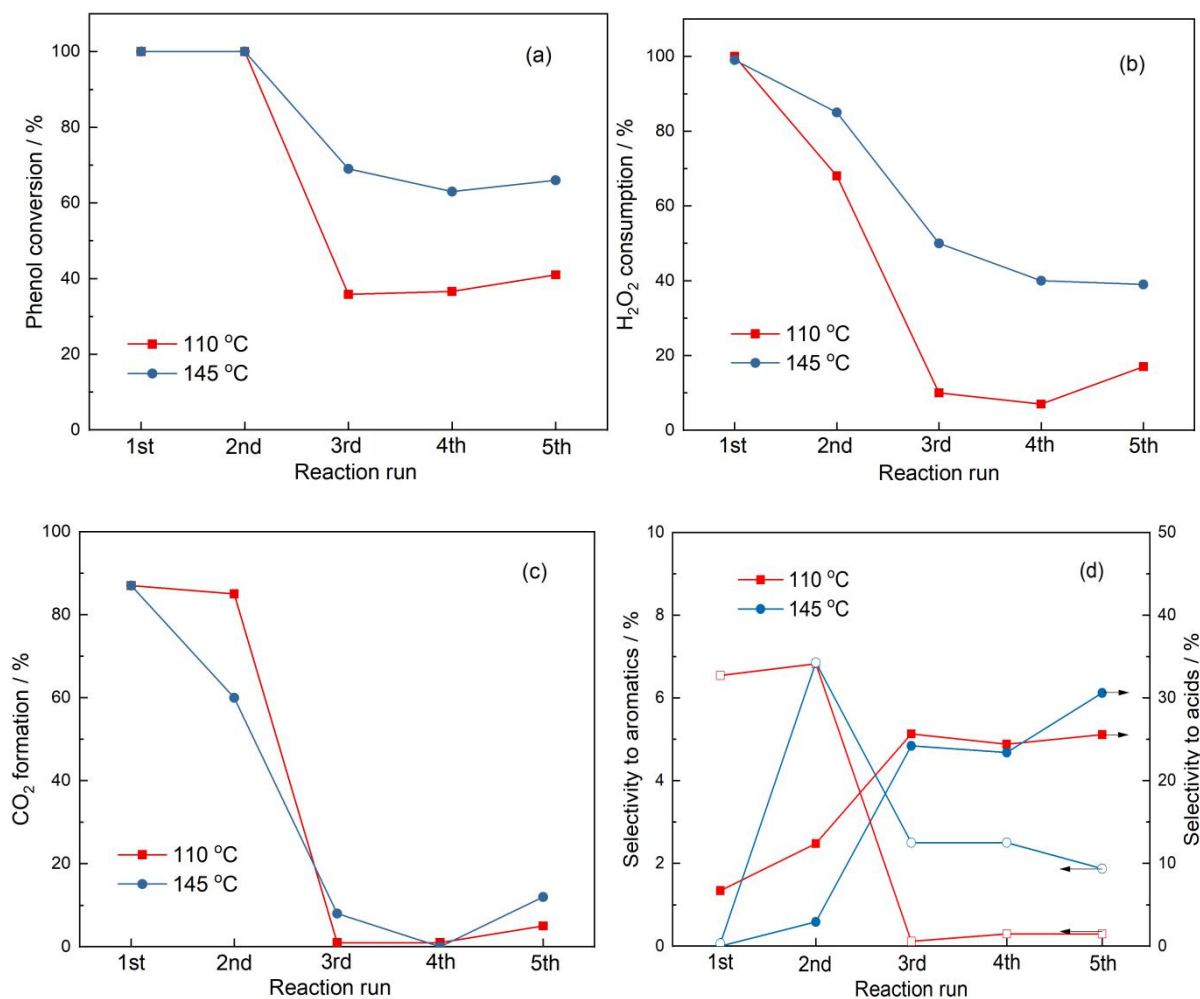 (a)
Phenol conversion / %
100
80
60
40
20
0
110 °C
145 °C
1st 2nd 3rd 4th 5th
Reaction run
(b)
H₂O₂ consumption / %
100
80
60
40
20
0
110 °C
145 °C
1st 2nd 3rd 4th 5th
Reaction run
(c)
CO₂ formation / %
100
80
60
40
20
0
110 °C
145 °C
1st 2nd 3rd 4th 5th
Reaction run
(d)
Selectivity to aromatics / %
10
8
6
4
2
0
110 °C
145 °C
50
40
30
20
10
0
Selectivity to acids / %
1st 2nd 3rd 4th 5th
Reaction run